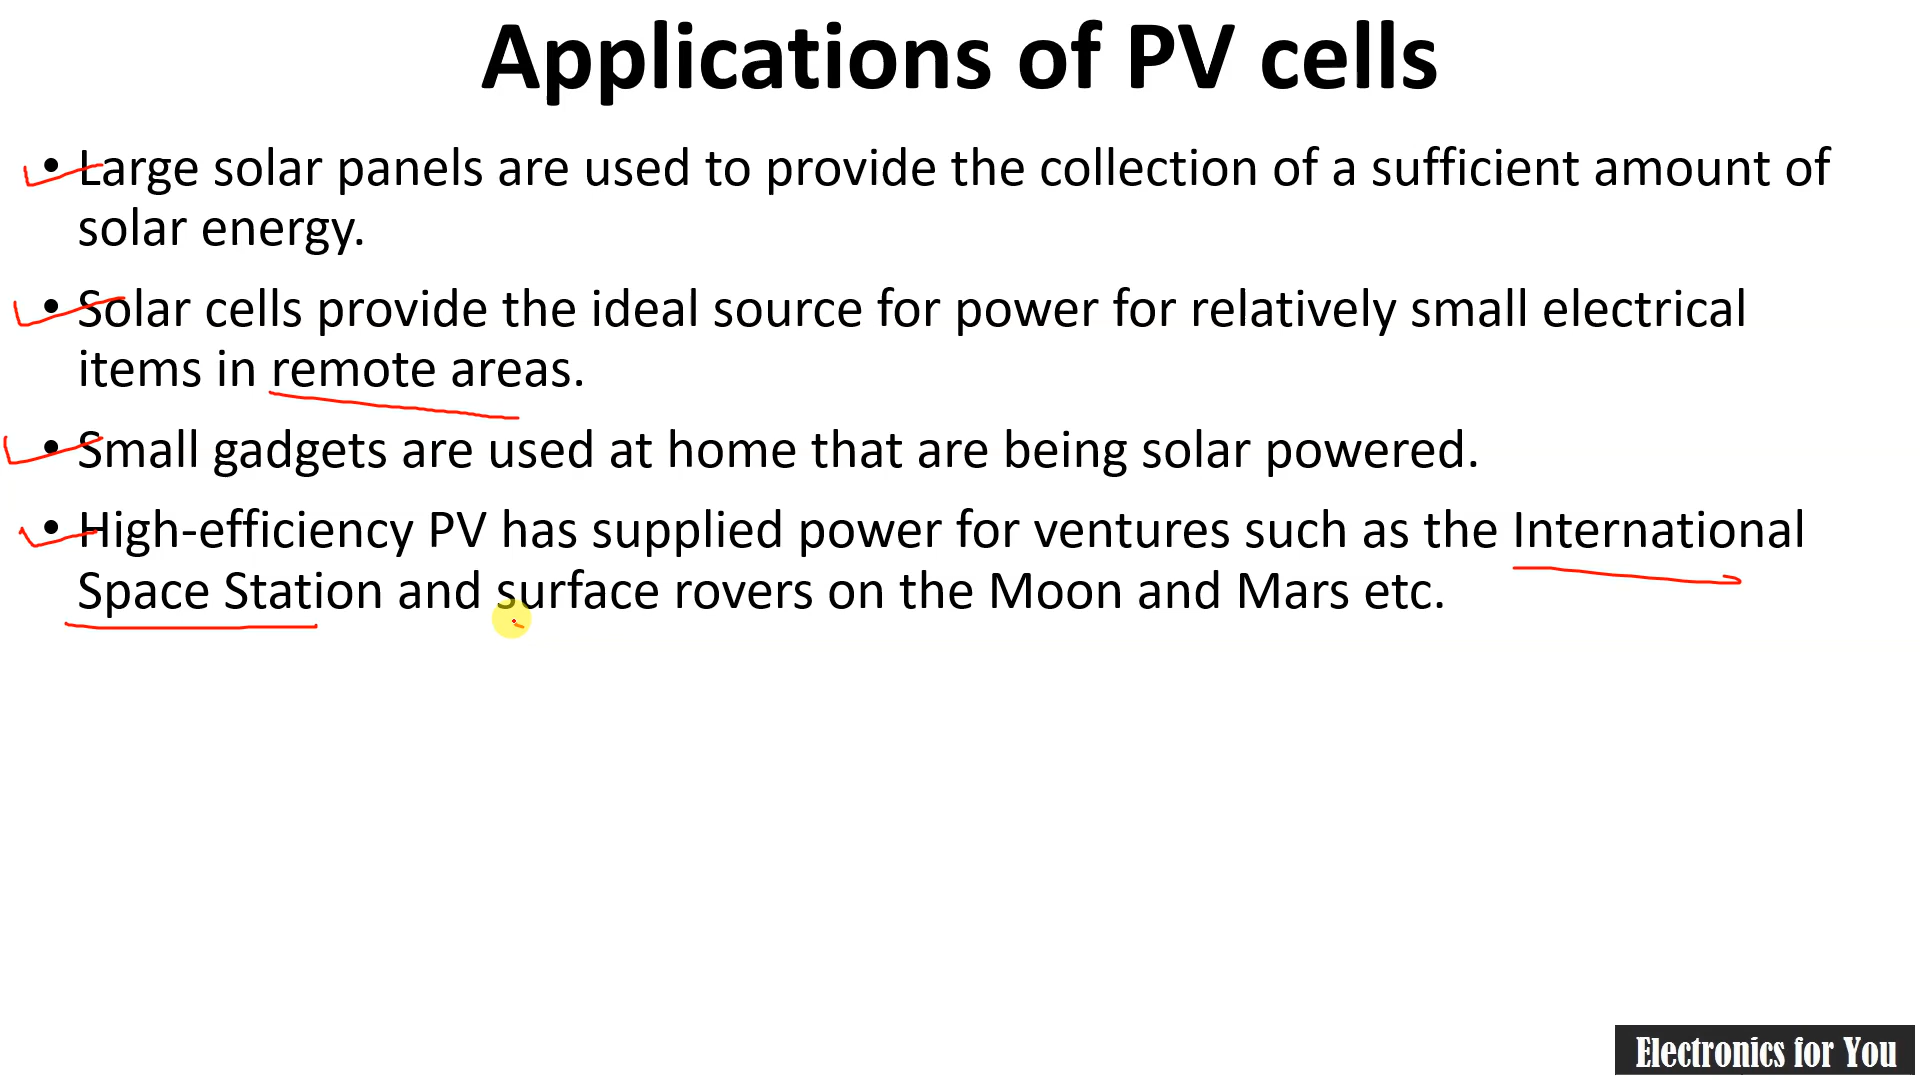 Applications of PV cells
• Large solar panels are used to provide the collection of a sufficient amount of
solar energy.
• Solar cells provide the ideal source for power for relatively small electrical
items in remote areas.
• Small gadgets are used at home that are being solar powered.
• High-efficiency PV has supplied power for ventures such as the International
Space Station and surface rovers on the Moon and Mars etc.
Electronics for You